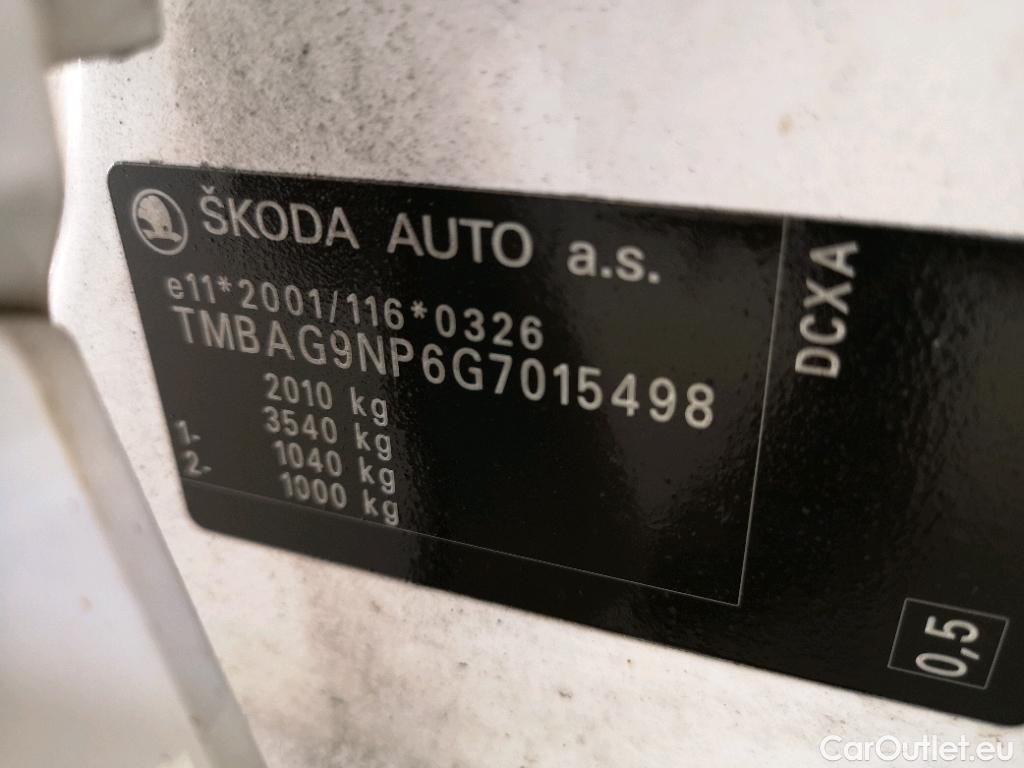 ŠKODA AUTO a.s.
e11*2001/116*0326
TMBAG9NP6G7015498
2010 kg
3540 kg
1- 1040 kg
2- 1000 kg
DCXA
0,5
CarOutlet.eu